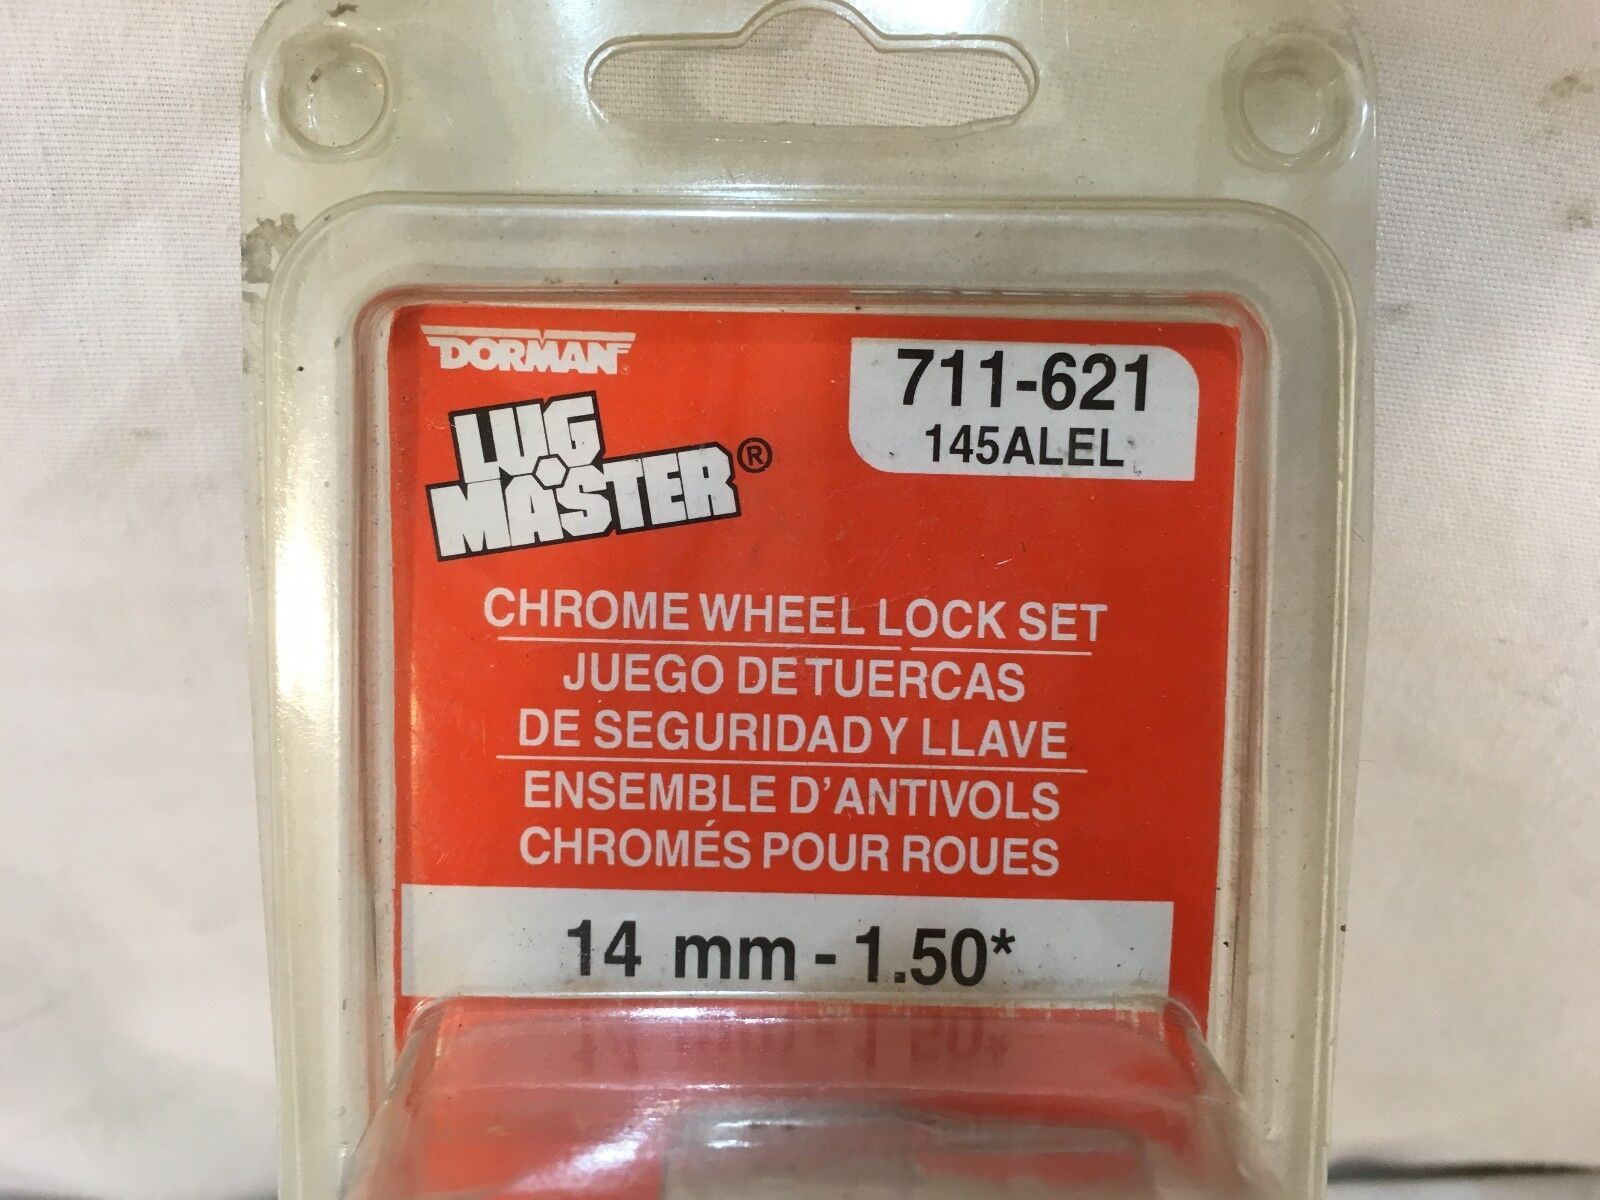 DORMAN
711-621
145ALEL
LUG
MASTER®
CHROME WHEEL LOCK SET
JUEGO DE TUERCAS
DE SEGURIDAD Y LLAVE
ENSEMBLE D'ANTIVOLS
CHROMÉS POUR ROUES
14 mm - 1.50*